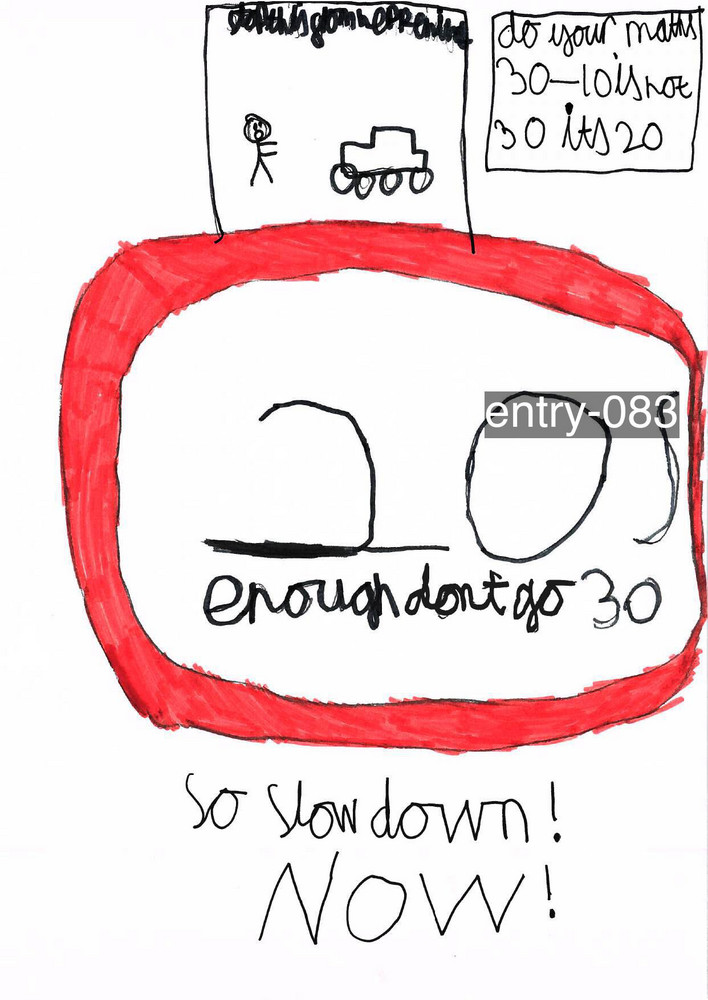 do your maths
30-10 is not
30 its 20
entry-083
20
enough dont go 30
so slow down!
NOW!